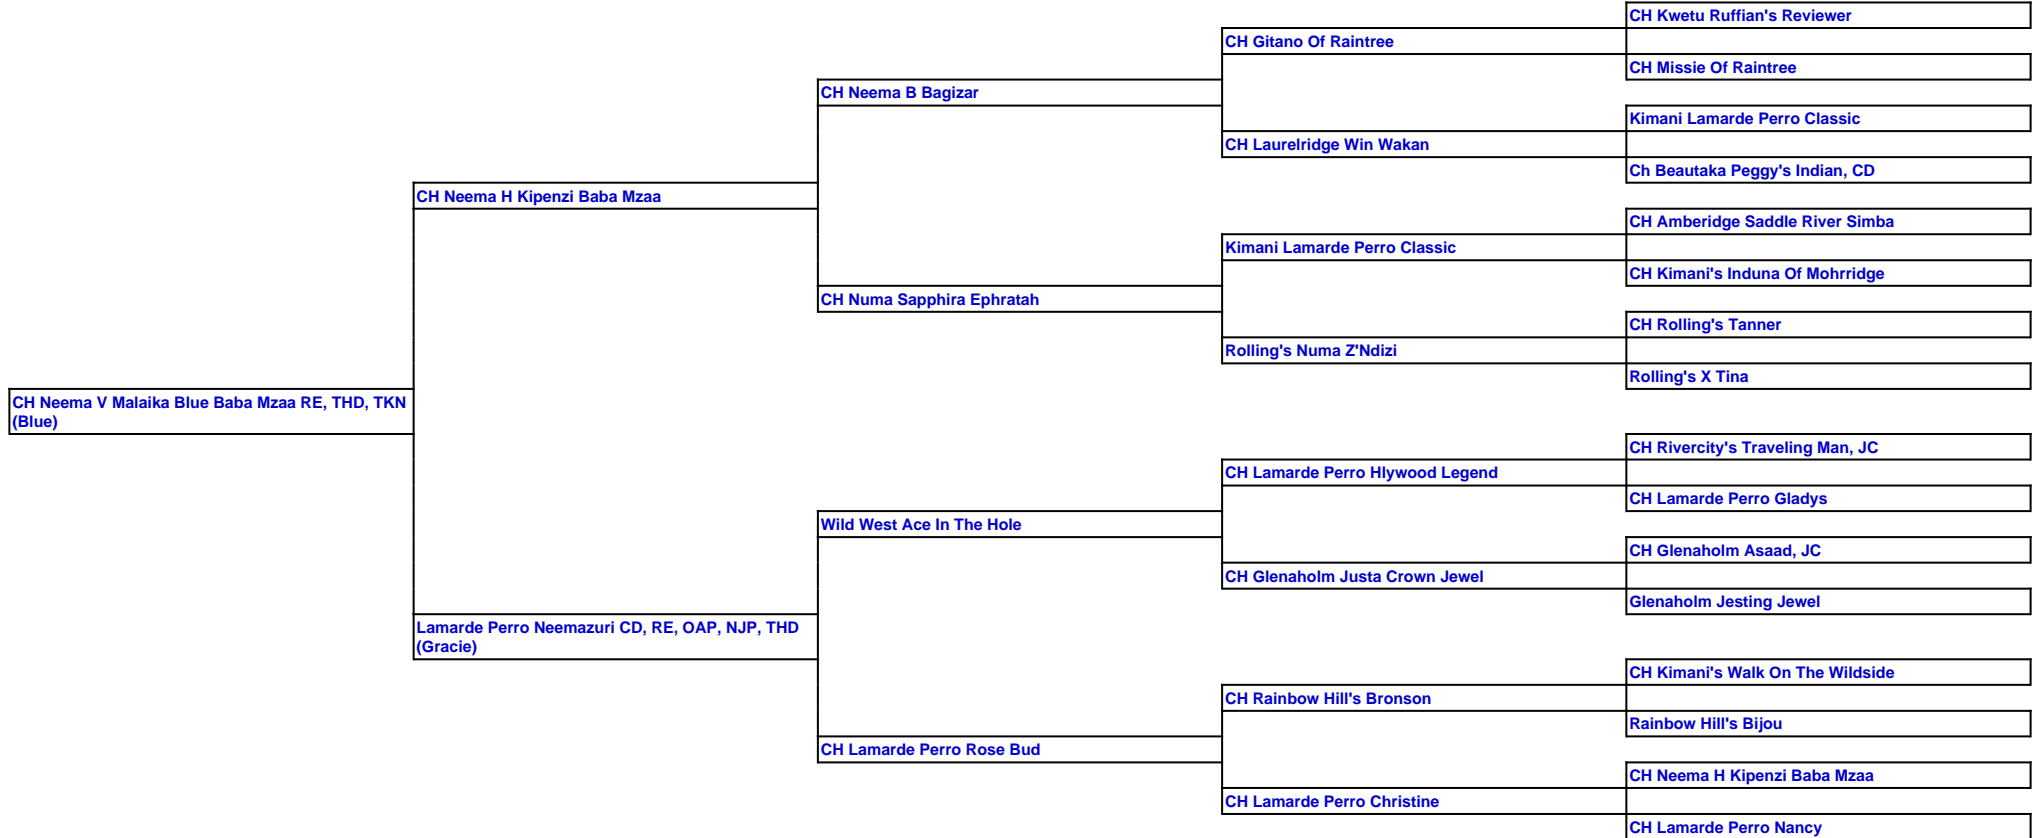 CH Kwetu Ruffian's Reviewer
CH Gitano Of Raintree
CH Missie Of Raintree
CH Neema B Bagizar
Kimani Lamarde Perro Classic
CH Laurelridge Win Wakan
Ch Beautaka Peggy's Indian, CD
CH Neema H Kipenzi Baba Mzaa
CH Amberidge Saddle River Simba
Kimani Lamarde Perro Classic
CH Kimani's Induna Of Mohrridge
CH Numa Sapphira Ephratah
CH Rolling's Tanner
Rolling's Numa Z'Ndizi
Rolling's X Tina
CH Neema V Malaika Blue Baba Mzaa RE, THD, TKN
(Blue)
CH Rivercity's Traveling Man, JC
CH Lamarde Perro Hlywood Legend
CH Lamarde Perro Gladys
Wild West Ace In The Hole
CH Glenaholm Asaad, JC
CH Glenaholm Justa Crown Jewel
Glenaholm Jesting Jewel
Lamarde Perro Neemazuri CD, RE, OAP, NJP, THD
(Gracie)
CH Kimani's Walk On The Wildside
CH Rainbow Hill's Bronson
Rainbow Hill's Bijou
CH Lamarde Perro Rose Bud
CH Neema H Kipenzi Baba Mzaa
CH Lamarde Perro Christine
CH Lamarde Perro Nancy